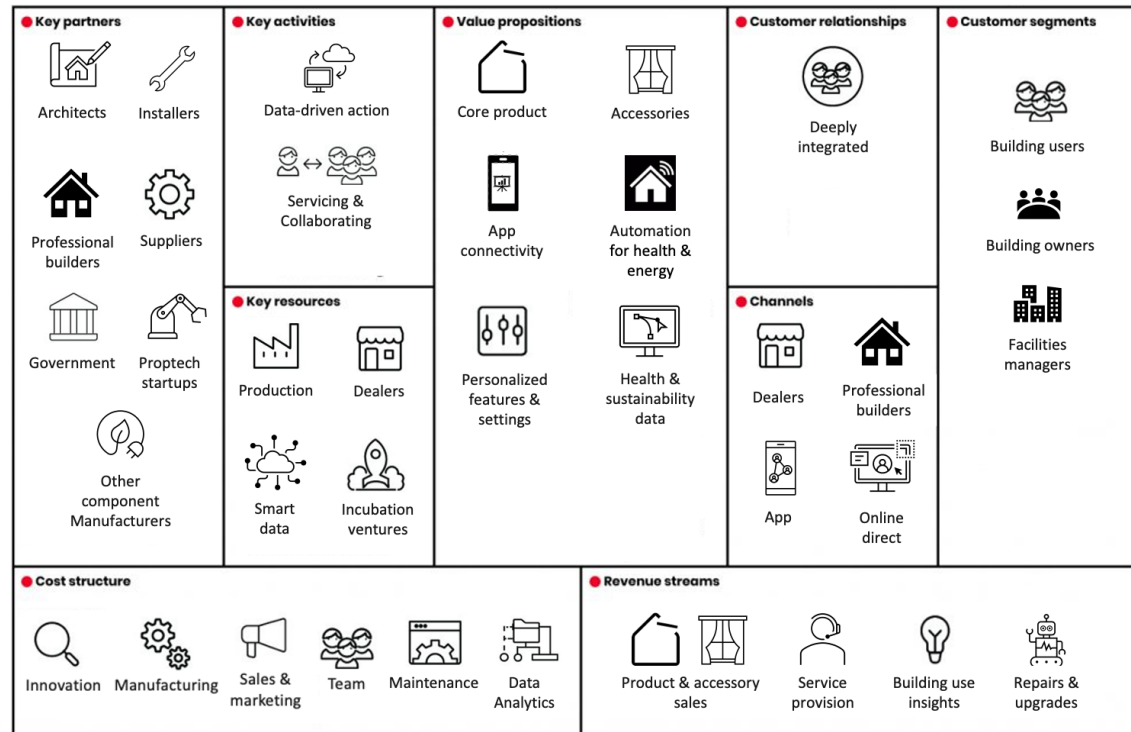 Key partners
Architects
Installers
Professional
builders
Suppliers
Government
Proptech
startups
Other
component
Manufacturers
Key activities
Data-driven action
Servicing &
Collaborating
Key resources
Production
Dealers
Smart
data
Incubation
ventures
Value propositions
Core product
Accessories
App
connectivity
Automation
for health &
energy
Personalized
features &
settings
Health &
sustainability
data
Customer relationships
Deeply
integrated
Channels
Dealers
Professional
builders
App
Online
direct
Customer segments
Building users
Building owners
Facilities
managers
Cost structure
Innovation
Manufacturing
Sales &
marketing
Team
Maintenance
Data
Analytics
Revenue streams
Product & accessory
sales
Service
provision
Building use
insights
Repairs &
upgrades